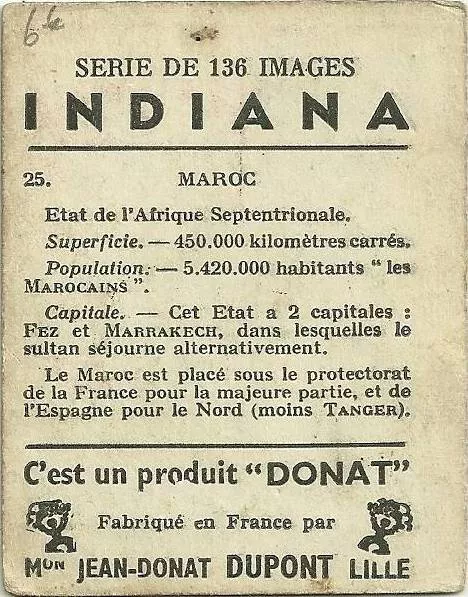 6k
SERIE DE 136 IMAGES
INDIANA
25. MAROC
Etat de l'Afrique Septentrionale.
Superficie. — 450.000 kilomètres carrés.
Population. — 5.420.000 habitants “ les
MAROCAINS ”.
Capitale. — Cet Etat a 2 capitales :
FEZ et MARRAKECH, dans lesquelles le
sultan séjourne alternativement.
Le Maroc est placé sous le protectorat
de la France pour la majeure partie, et de
l'Espagne pour le Nord (moins TANGER).
C'est un produit “DONAT”
Fabriqué en France par
MON JEAN-DONAT DUPONT LILLE